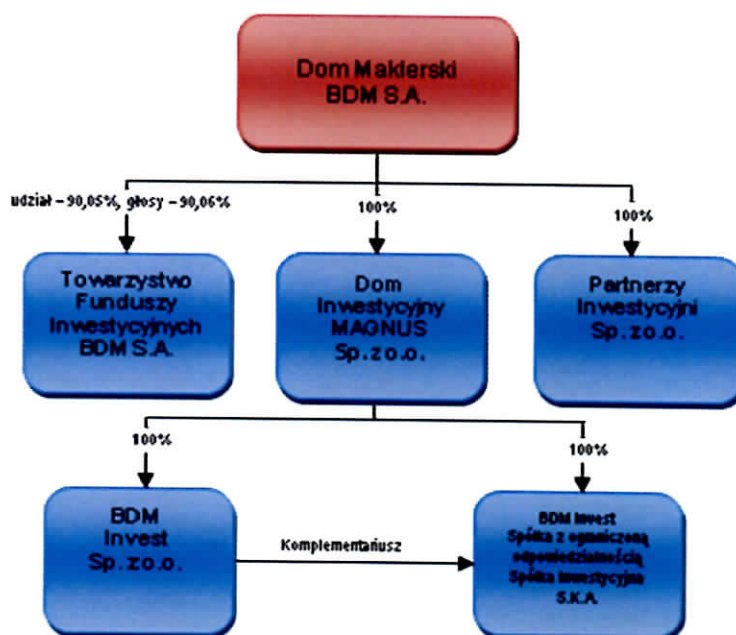 Dom Maklerski
BDM S.A.
udział – 90,05%, głosy – 90,06%
100%
100%
Towarzystwo
Funduszy
Inwestycyjnych
BDM S.A.
Dom
Inwestycyjny
MAGNUS
Sp. z o.o.
Partnerzy
Inwestycyjni
Sp. z o.o.
100%
100%
BDM
Invest
Sp. z o.o.
Komplementariusz
BDM Invest
Spółka z ograniczoną
odpowiedzialnością
Spółka Inwestycyjna
S.K.A.